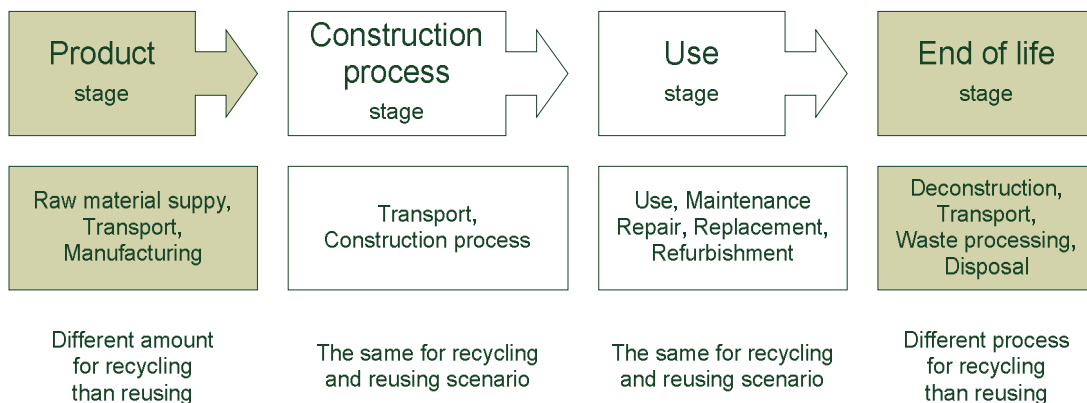 Product
stage
Construction
process
stage
Use
stage
End of life
stage
Raw material suppy,
Transport,
Manufacturing
Transport,
Construction process
Use, Maintenance
Repair, Replacement,
Refurbishment
Deconstruction,
Transport,
Waste processing,
Disposal
Different amount
for recycling
than reusing
The same for recycling
and reusing scenario
The same for recycling
and reusing scenario
Different process
for recycling
than reusing